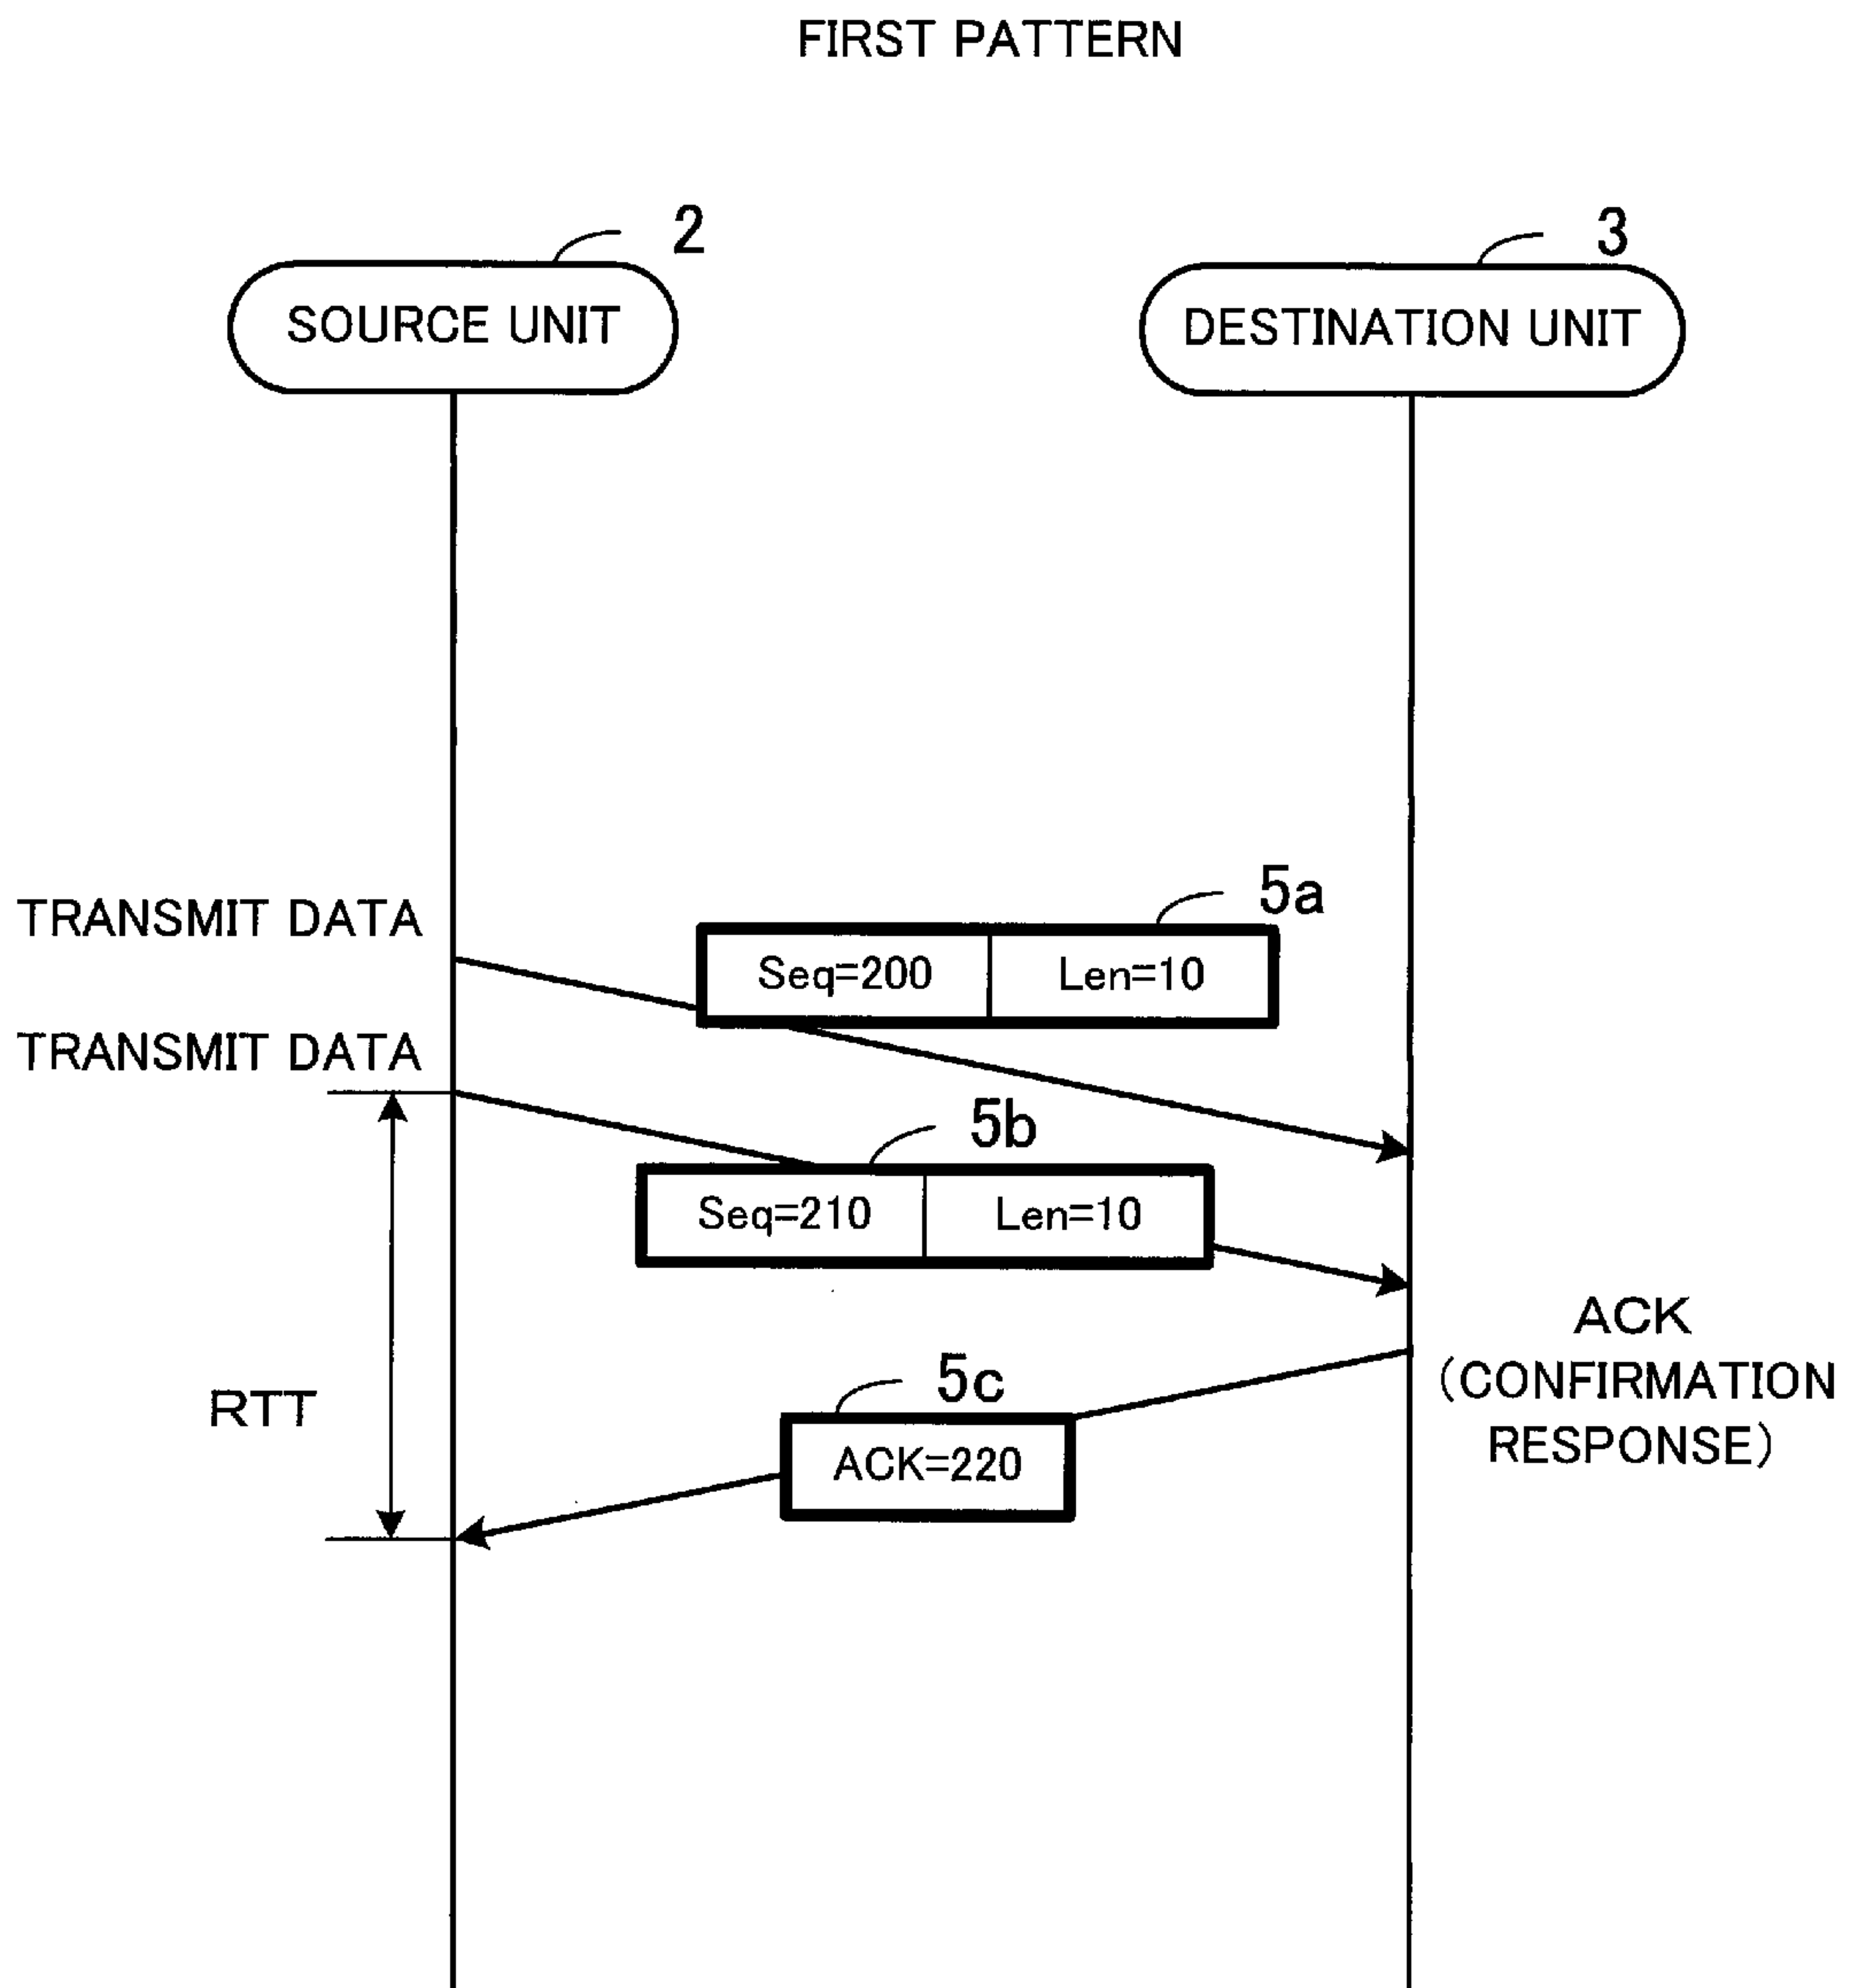 FIRST PATTERN
2
3
SOURCE UNIT
DESTINATION UNIT
5a
TRANSMIT DATA
Seq=200
Len=10
TRANSMIT DATA
5b
Seq=210
Len=10
ACK
(CONFIRMATION
RESPONSE)
5c
RTT
ACK=220